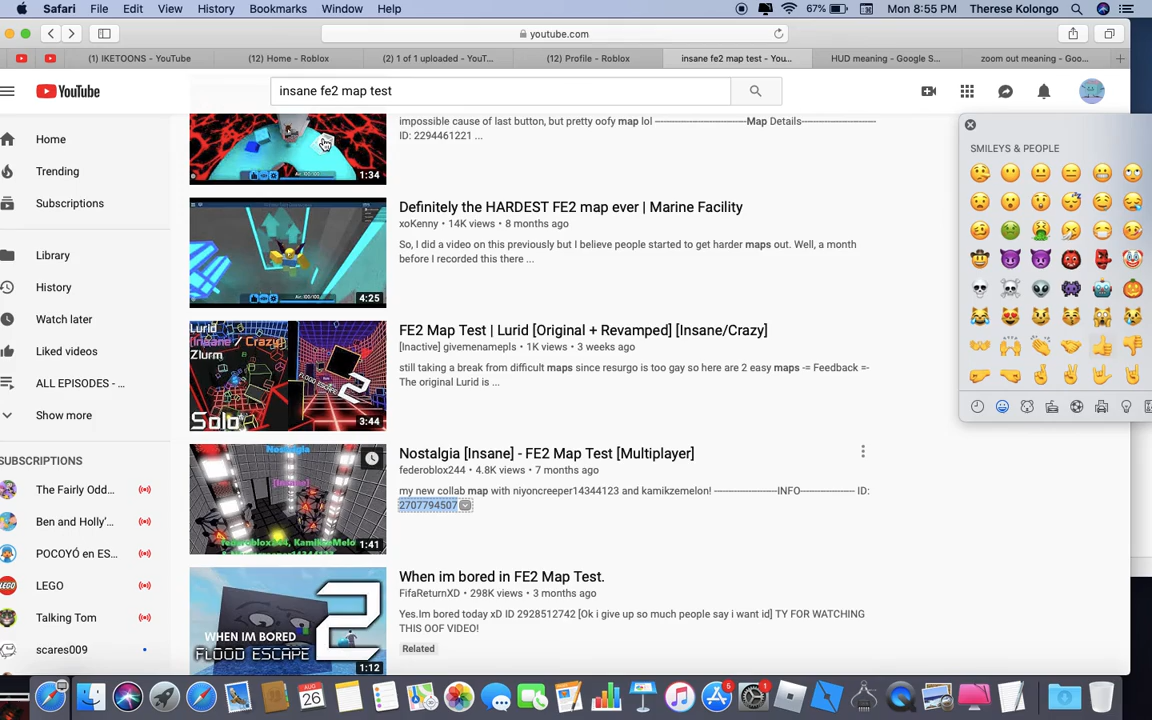 Safari File Edit View History Bookmarks Window Help 67% Mon 8:55 PM Therese Kolongo
youtube.com
(1) IKETOONS - YouTube (12) Home - Roblox (2) 1 of 1 uploaded - YouT... (12) Profile - Roblox insane fe2 map test - You... HUD meaning - Google S... zoom out meaning - Goo...
YouTube insane fe2 map test
SMILEYS & PEOPLE
Home
Trending
Subscriptions
Library
History
Watch later
Liked videos
ALL EPISODES - ...
Show more
SUBSCRIPTIONS
The Fairly Odd...
Ben and Holly'...
POCOYÓ en ES...
LEGO
Talking Tom
scares009
impossible cause of last button, but pretty oofy map lol ---------------------Map Details---------------------
ID: 2294461221 ...
1:34
Definitely the HARDEST FE2 map ever | Marine Facility
xoKenny • 14K views • 8 months ago
So, I did a video on this previously but I believe people started to get harder maps out. Well, a month
before I recorded this there ...
4:25
FE2 Map Test | Lurid [Original + Revamped] [Insane/Crazy]
[Inactive] givemenamepls • 1K views • 3 weeks ago
still taking a break from difficult maps since resurgo is too gay so here are 2 easy maps -= Feedback =-
The original Lurid is ...
Lurid
[Insane / Crazy]
Zlurm
Solo
FLOOD ESCAPE
2
3:44
Nostalgia [Insane] - FE2 Map Test [Multiplayer]
federoblox244 • 4.8K views • 7 months ago
my new collab map with niyoncreeper14344123 and kamikzemelon! ---------------------INFO--------------------- ID:
2707794507
Nostalgia
[Insane]
1:41
When im bored in FE2 Map Test.
FifaReturnXD • 298K views • 3 months ago
Yes.Im bored today xD ID 2928512742 [Ok i give up so much people say i want id] TY FOR WATCHING
THIS OOF VIDEO!
Related
WHEN IM BORED
FLOOD ESCAPE
2
1:12
AUG
26
5
1